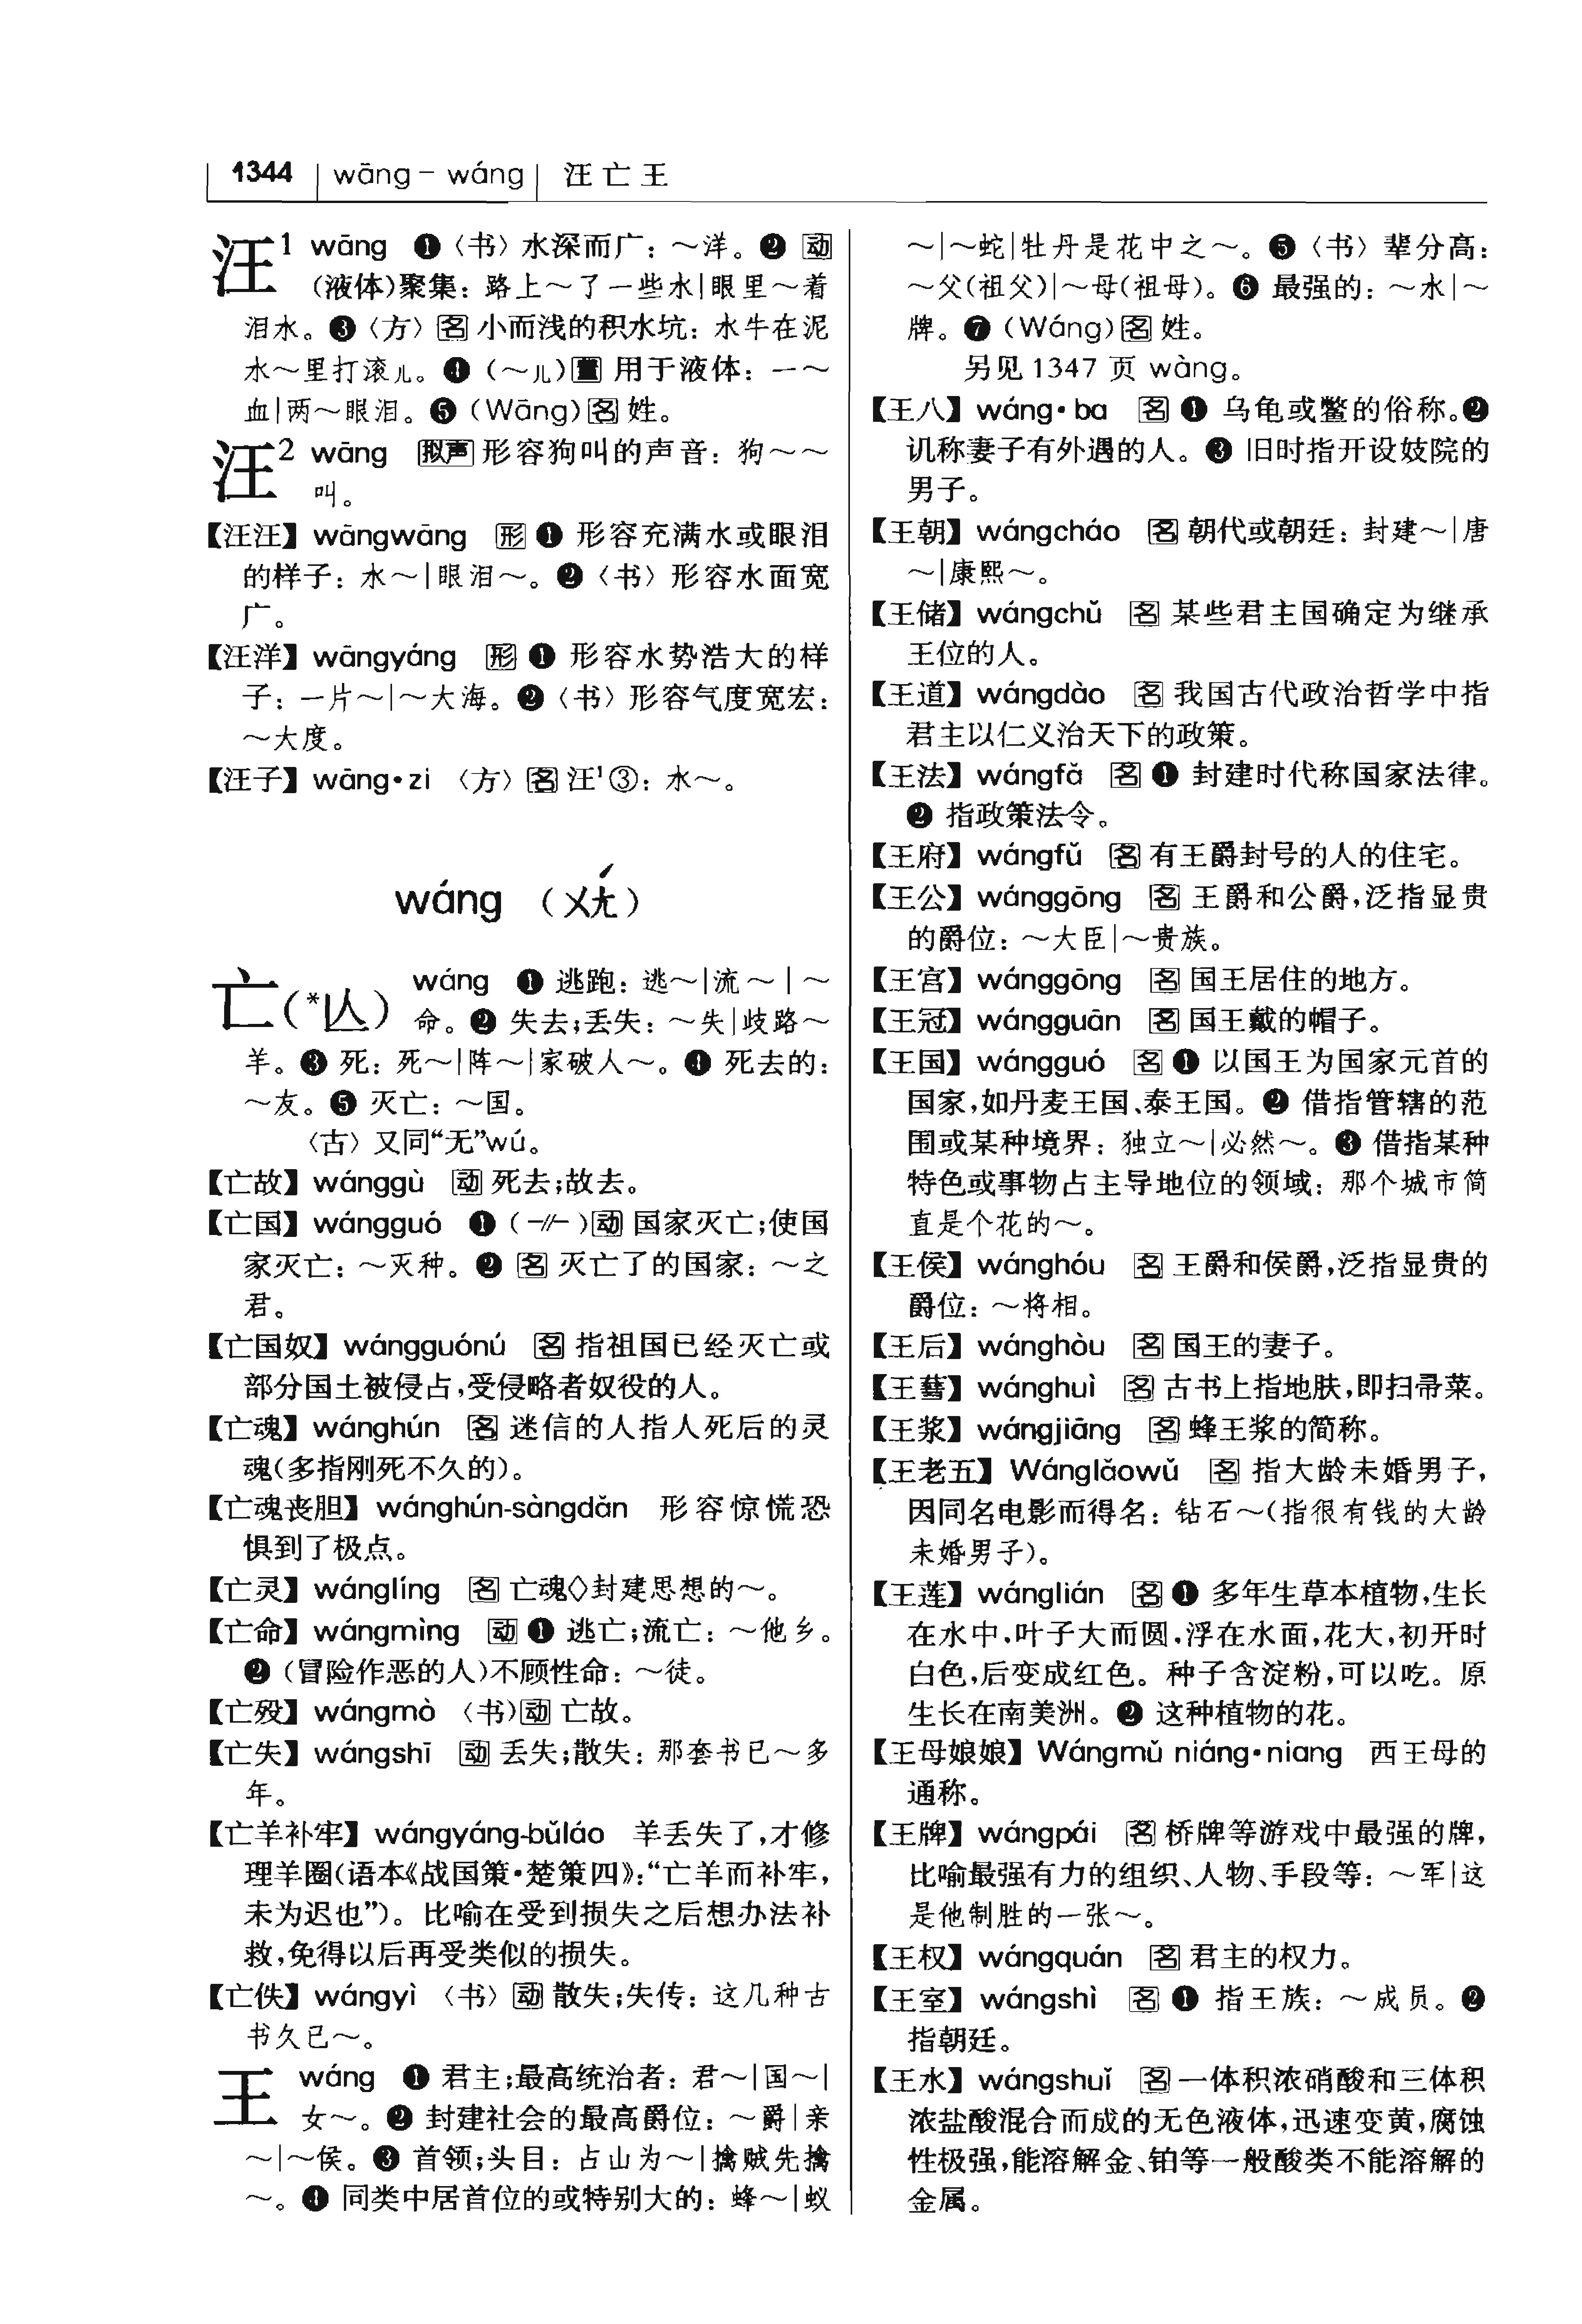 1344 wāng – wáng 汪亡王
汪¹ wāng ❶〈书〉水深而广：～洋。❷ 动
（液体）聚集：路上～了一些水|眼里～着
泪水。❸〈方〉名 小而浅的积水坑：水牛在泥
水～里打滚儿。❹（～儿）量 用于液体：一～
血|两～眼泪。❺（Wāng）名 姓。
汪² wāng 拟声 形容狗叫的声音：狗～～
叫。
【汪汪】wāngwāng 形 ❶ 形容充满水或眼泪
的样子：水～|眼泪～。❷〈书〉形容水面宽
广。
【汪洋】wāngyáng 形 ❶ 形容水势浩大的样
子：一片～|～大海。❷〈书〉形容气度宽宏：
～大度。
【汪子】wāng•zi 〈方〉名 汪¹③：水～。
wáng （ㄨㄤˊ）
亡（*亾） wáng ❶ 逃跑：逃～|流～|～
命。❷ 失去；丢失：～失|歧路～
羊。❸ 死：死～|阵～|家破人～。❹ 死去的：
～友。❺ 灭亡：～国。
〈古〉又同“无”wú。
【亡故】wánggù 动 死去；故去。
【亡国】wángguó ❶（-//-）动 国家灭亡；使国
家灭亡：～灭种。❷ 名 灭亡了的国家：～之
君。
【亡国奴】wángguónú 名 指祖国已经灭亡或
部分国土被侵占，受侵略者奴役的人。
【亡魂】wánghún 名 迷信的人指人死后的灵
魂（多指刚死不久的）。
【亡魂丧胆】wánghún-sàngdǎn 形容惊慌恐
惧到了极点。
【亡灵】wánglíng 名 亡魂◇封建思想的～。
【亡命】wángmìng 动 ❶ 逃亡；流亡：～他乡。
❷（冒险作恶的人）不顾性命：～徒。
【亡殁】wángmò 〈书〉动 亡故。
【亡失】wángshī 动 丢失；散失：那套书已～多
年。
【亡羊补牢】wángyáng-bǔláo 羊丢失了，才修
理羊圈（语本《战国策•楚策四》：“亡羊而补牢，
未为迟也”）。比喻在受到损失之后想办法补
救，免得以后再受类似的损失。
【亡佚】wángyì 〈书〉动 散失；失传：这几种古
书久已～。
王 wáng ❶ 君主；最高统治者：君～|国～|
女～。❷ 封建社会的最高爵位：～爵|亲
～|～侯。❸ 首领；头目：占山为～|擒贼先擒
～。❹ 同类中居首位的或特别大的：蜂～|蚁
～|～蛇|牡丹是花中之～。❺〈书〉辈分高：
～父（祖父）|～母（祖母）。❻ 最强的：～水|～
牌。❼（Wáng）名 姓。
另见 1347 页 wàng。
【王八】wáng•ba 名 ❶ 乌龟或鳖的俗称。❷
讥称妻子有外遇的人。❸ 旧时指开设妓院的
男子。
【王朝】wángcháo 名 朝代或朝廷：封建～|唐
～|康熙～。
【王储】wángchǔ 名 某些君主国确定为继承
王位的人。
【王道】wángdào 名 我国古代政治哲学中指
君主以仁义治天下的政策。
【王法】wángfǎ 名 ❶ 封建时代称国家法律。
❷ 指政策法令。
【王府】wángfǔ 名 有王爵封号的人的住宅。
【王公】wánggōng 名 王爵和公爵，泛指显贵
的爵位：～大臣|～贵族。
【王宫】wánggōng 名 国王居住的地方。
【王冠】wángguān 名 国王戴的帽子。
【王国】wángguó 名 ❶ 以国王为国家元首的
国家，如丹麦王国、泰王国。❷ 借指管辖的范
围或某种境界：独立～|必然～。❸ 借指某种
特色或事物占主导地位的领域：那个城市简
直是个花的～。
【王侯】wánghóu 名 王爵和侯爵，泛指显贵的
爵位：～将相。
【王后】wánghòu 名 国王的妻子。
【王篲】wánghuì 名 古书上指地肤，即扫帚菜。
【王浆】wángjiāng 名 蜂王浆的简称。
【王老五】Wánglǎowǔ 名 指大龄未婚男子，
因同名电影而得名：钻石～（指很有钱的大龄
未婚男子）。
【王莲】wánglián 名 ❶ 多年生草本植物，生长
在水中，叶子大而圆，浮在水面，花大，初开时
白色，后变成红色。种子含淀粉，可以吃。原
生长在南美洲。❷ 这种植物的花。
【王母娘娘】Wángmǔ niáng•niang 西王母的
通称。
【王牌】wángpái 名 桥牌等游戏中最强的牌，
比喻最强有力的组织、人物、手段等：～军|这
是他制胜的一张～。
【王权】wángquán 名 君主的权力。
【王室】wángshì 名 ❶ 指王族：～成员。❷
指朝廷。
【王水】wángshuǐ 名 一体积浓硝酸和三体积
浓盐酸混合而成的无色液体，迅速变黄，腐蚀
性极强，能溶解金、铂等一般酸类不能溶解的
金属。